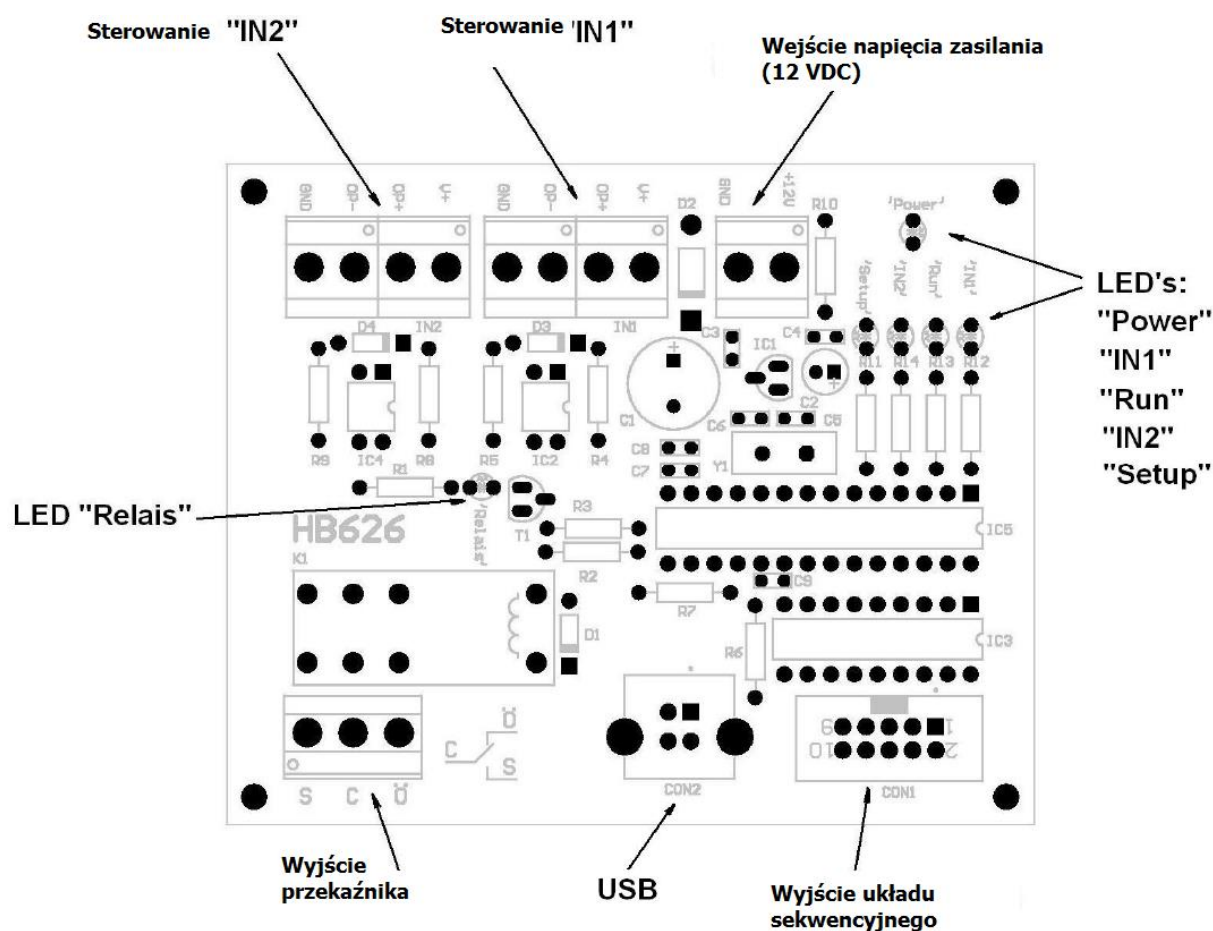 Sterowanie "IN2"
Sterowanie "IN1"
Wejście napięcia zasilania
(12 VDC)
GND OP- OP+ V+
GND OP- OP+ V+
D2
GND +12V
R10
'Power'
'Setup' 'IN2' 'Run' 'IN1'
LED's:
"Power"
"IN1"
"Run"
"IN2"
"Setup"
D4 IN2 D3 IN1
C3 IC1 C4
R11 R14 R13 R12
C1 C2
C6 C5
R9 IC4 R8 R5 IC2 R4
C8
C7 Y1
R1
LED "Relais"
'Relais'
T1
HB626
R3
R2
IC5
K1
C9
R7
D1
R6
IC3
C Ö
S
1 9
2 10
S C Ö
CON2
CON1
Wyjście
przekaźnika
USB
Wyjście układu
sekwencyjnego